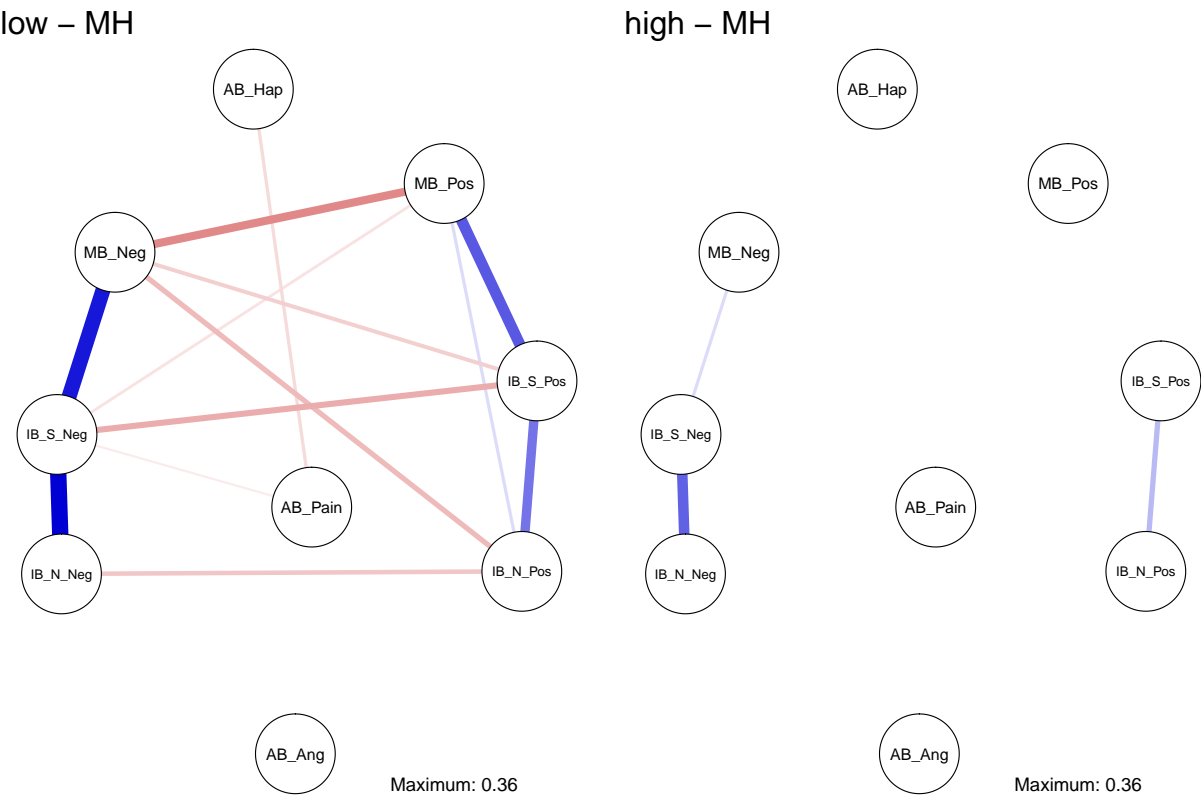 low – MH
AB_Hap
MB_Pos
MB_Neg
IB_S_Pos
IB_S_Neg
AB_Pain
IB_N_Neg
IB_N_Pos
AB_Ang
Maximum: 0.36
high – MH
AB_Hap
MB_Pos
MB_Neg
IB_S_Pos
IB_S_Neg
AB_Pain
IB_N_Neg
IB_N_Pos
AB_Ang
Maximum: 0.36